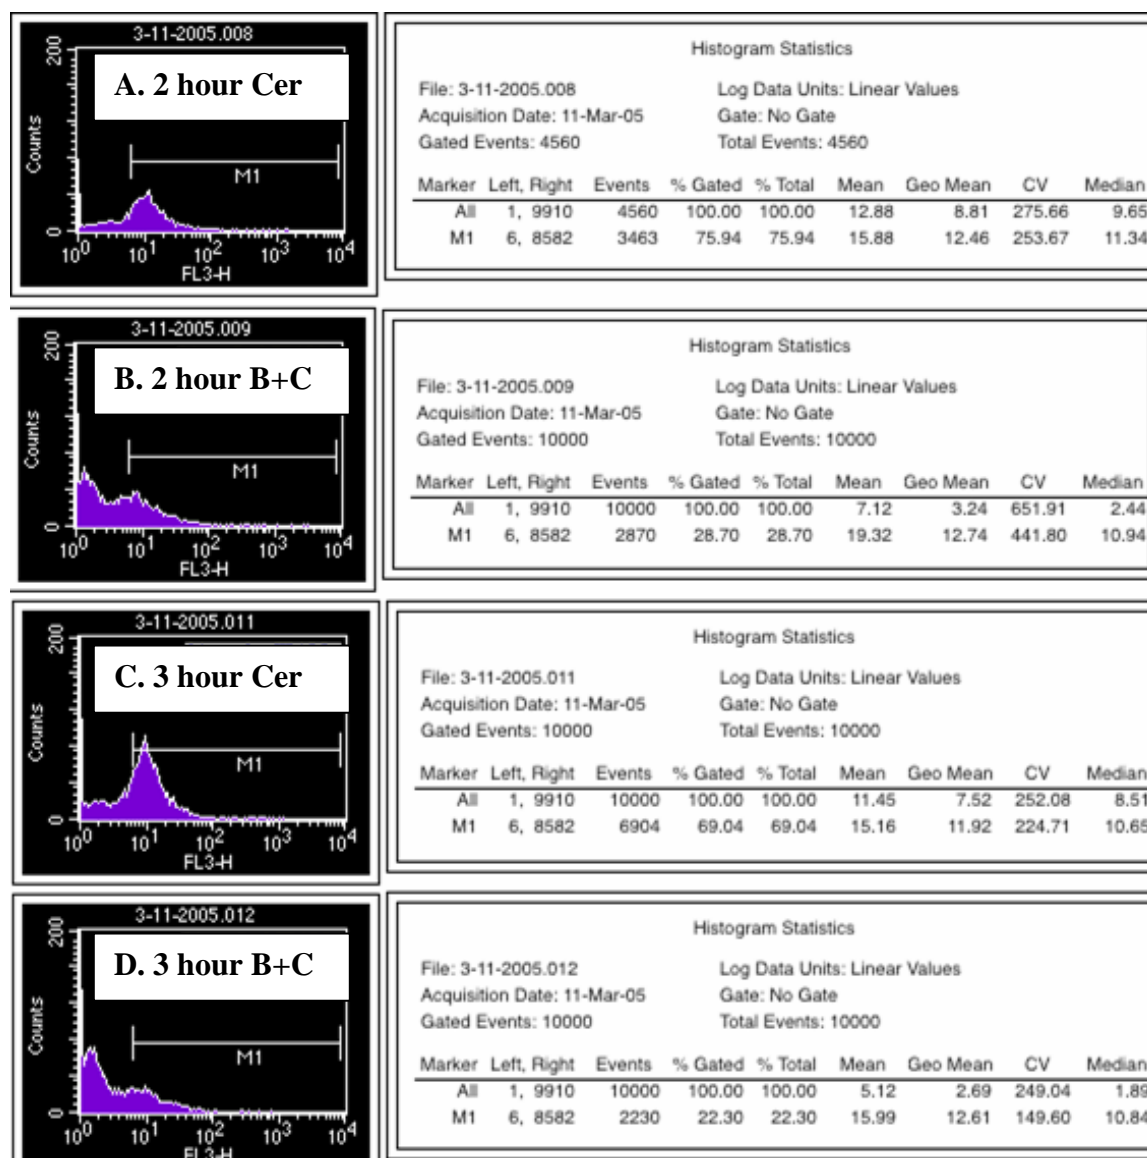 3-11-2005.008
200
A. 2 hour Cer
Counts
M1
0
10^0 10^1 10^2 10^3 10^4
FL3-H
Histogram Statistics
File: 3-11-2005.008 Log Data Units: Linear Values
Acquisition Date: 11-Mar-05 Gate: No Gate
Gated Events: 4560 Total Events: 4560
Marker Left, Right Events % Gated % Total Mean Geo Mean CV Median
All 1, 9910 4560 100.00 100.00 12.88 8.81 275.66 9.65
M1 6, 8582 3463 75.94 75.94 15.88 12.46 253.67 11.34
3-11-2005.009
200
B. 2 hour B+C
Counts
M1
0
10^0 10^1 10^2 10^3 10^4
FL3-H
Histogram Statistics
File: 3-11-2005.009 Log Data Units: Linear Values
Acquisition Date: 11-Mar-05 Gate: No Gate
Gated Events: 10000 Total Events: 10000
Marker Left, Right Events % Gated % Total Mean Geo Mean CV Median
All 1, 9910 10000 100.00 100.00 7.12 3.24 651.91 2.44
M1 6, 8582 2870 28.70 28.70 19.32 12.74 441.80 10.94
3-11-2005.011
200
C. 3 hour Cer
Counts
M1
0
10^0 10^1 10^2 10^3 10^4
FL3-H
Histogram Statistics
File: 3-11-2005.011 Log Data Units: Linear Values
Acquisition Date: 11-Mar-05 Gate: No Gate
Gated Events: 10000 Total Events: 10000
Marker Left, Right Events % Gated % Total Mean Geo Mean CV Median
All 1, 9910 10000 100.00 100.00 11.45 7.52 252.08 8.51
M1 6, 8582 6904 69.04 69.04 15.16 11.92 224.71 10.65
3-11-2005.012
200
D. 3 hour B+C
Counts
M1
0
10^0 10^1 10^2 10^3 10^4
FL3-H
Histogram Statistics
File: 3-11-2005.012 Log Data Units: Linear Values
Acquisition Date: 11-Mar-05 Gate: No Gate
Gated Events: 10000 Total Events: 10000
Marker Left, Right Events % Gated % Total Mean Geo Mean CV Median
All 1, 9910 10000 100.00 100.00 5.12 2.69 249.04 1.89
M1 6, 8582 2230 22.30 22.30 15.99 12.61 149.60 10.84